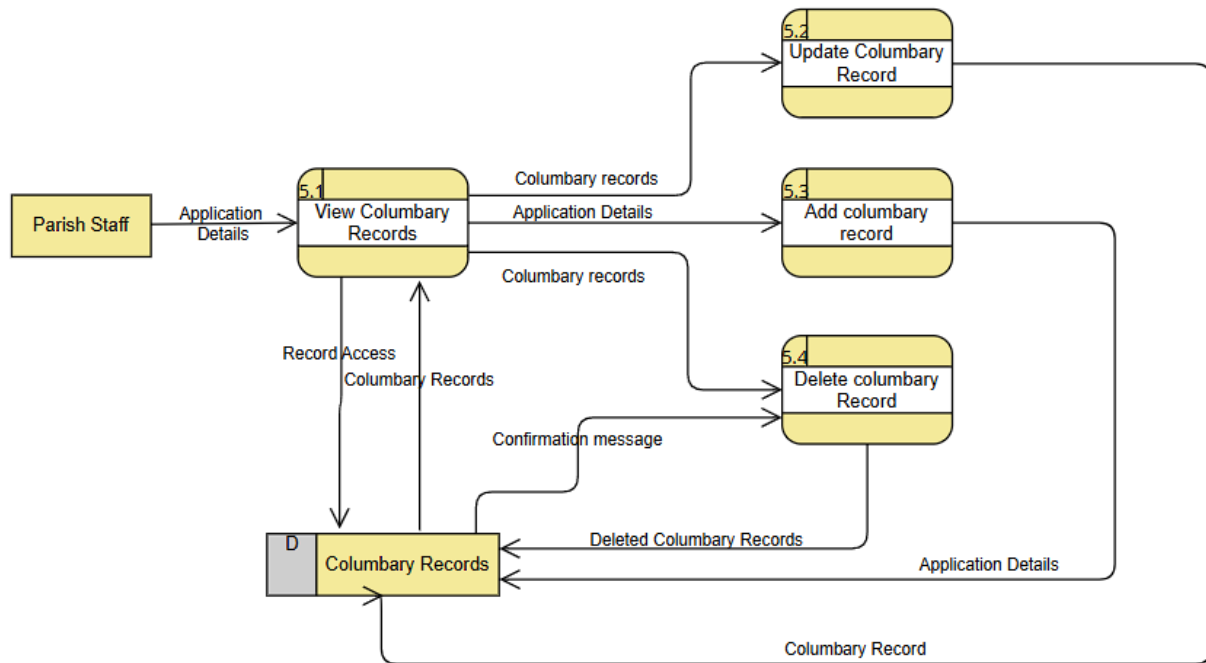 5.2
Update Columbary
Record
Columbary records
5.1
View Columbary
Records
Application Details
5.3
Add columbary
record
Parish Staff
Application
Details
Columbary records
Record Access
Columbary Records
5.4
Delete columbary
Record
Confirmation message
D
Columbary Records
Deleted Columbary Records
Application Details
Columbary Record